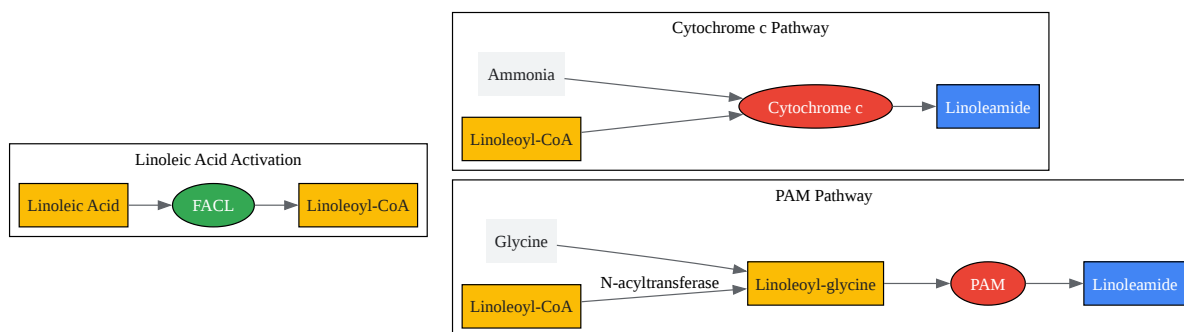 Linoleic Acid Activation
Linoleic Acid
FACL
Linoleoyl-CoA
Cytochrome c Pathway
Ammonia
Linoleoyl-CoA
Cytochrome c
Linoleamide
PAM Pathway
Glycine
Linoleoyl-CoA
N-acyltransferase
Linoleoyl-glycine
PAM
Linoleamide